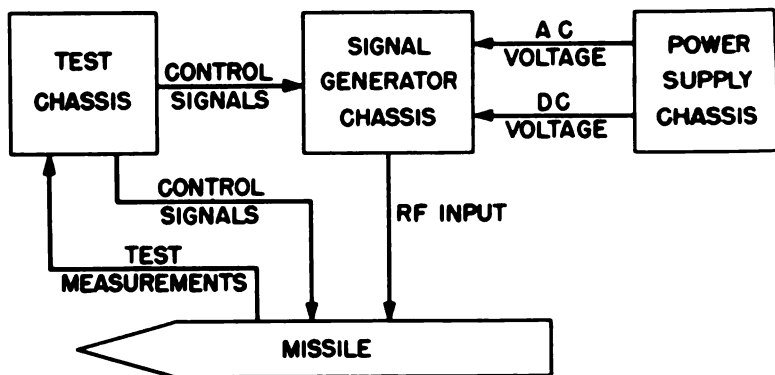 TEST
CHASSIS
CONTROL
SIGNALS
SIGNAL
GENERATOR
CHASSIS
AC
VOLTAGE
DC
VOLTAGE
POWER
SUPPLY
CHASSIS
CONTROL
SIGNALS
RF INPUT
TEST
MEASUREMENTS
MISSILE